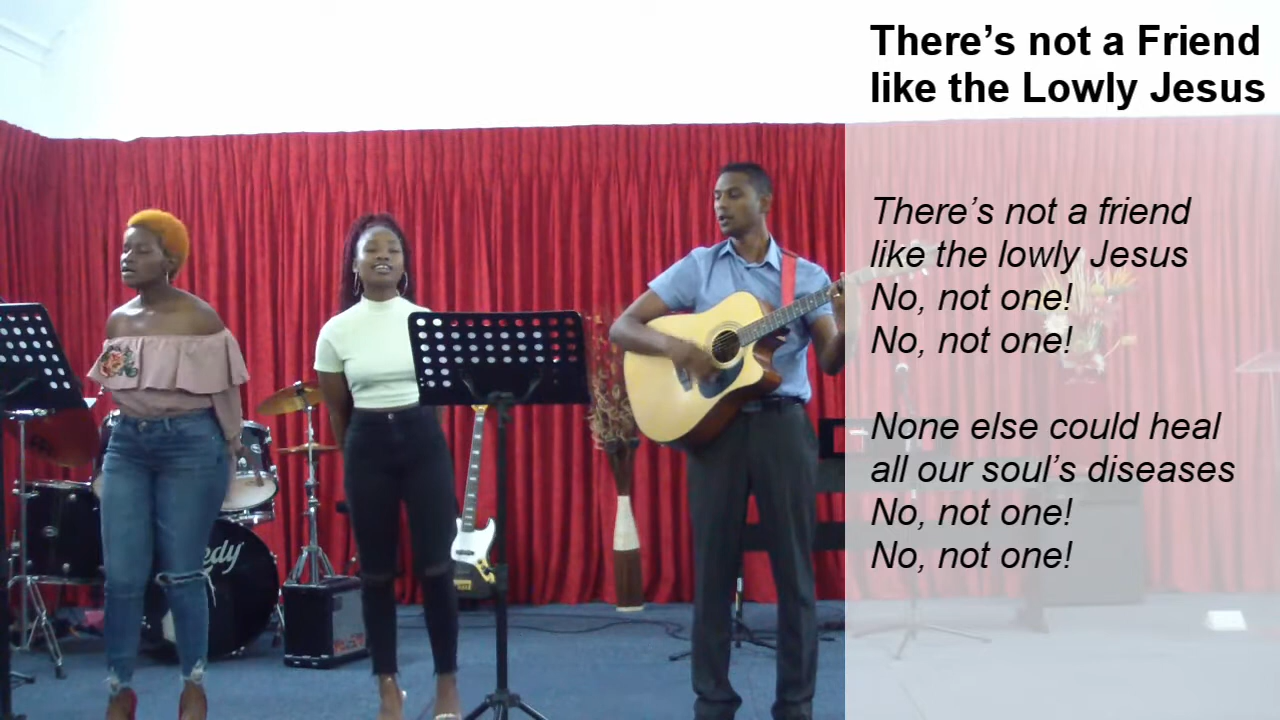 There’s not a Friend
like the Lowly Jesus
There’s not a friend
like the lowly Jesus
No, not one!
No, not one!
None else could heal
all our soul’s diseases
No, not one!
No, not one!